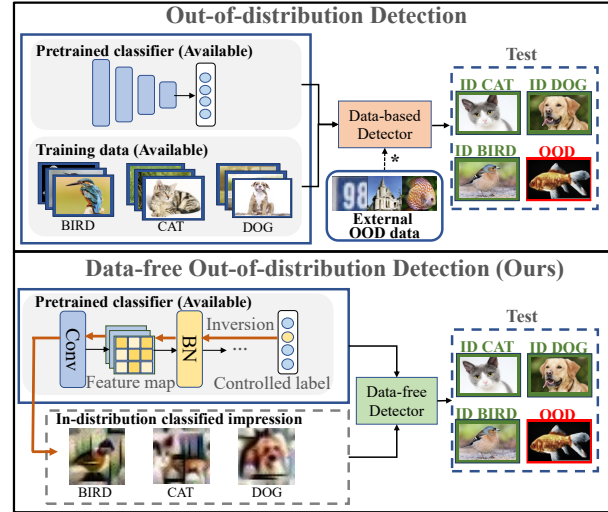 Out-of-distribution Detection
Pretrained classifier (Available)
Training data (Available)
BIRD
CAT
DOG
Data-based
Detector
*
98
External
OOD data
Test
ID CAT
ID DOG
ID BIRD
OOD
Data-free Out-of-distribution Detection (Ours)
Pretrained classifier (Available)
Conv
Feature map
BN
Inversion
...
Controlled label
In-distribution classified impression
BIRD
CAT
DOG
Data-free
Detector
Test
ID CAT
ID DOG
ID BIRD
OOD